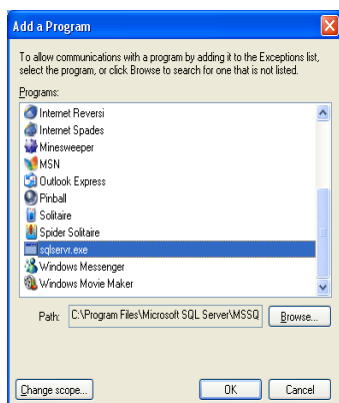 Add a Program
To allow communications with a program by adding it to the Exceptions list,
select the program, or click Browse to search for one that is not listed.
Programs:
Internet Reversi
Internet Spades
Minesweeper
MSN
Outlook Express
Pinball
Solitaire
Spider Solitaire
sqlservr.exe
Windows Messenger
Windows Movie Maker
Path: C:\Program Files\Microsoft SQL Server\MSSQ Browse...
Change scope... OK Cancel